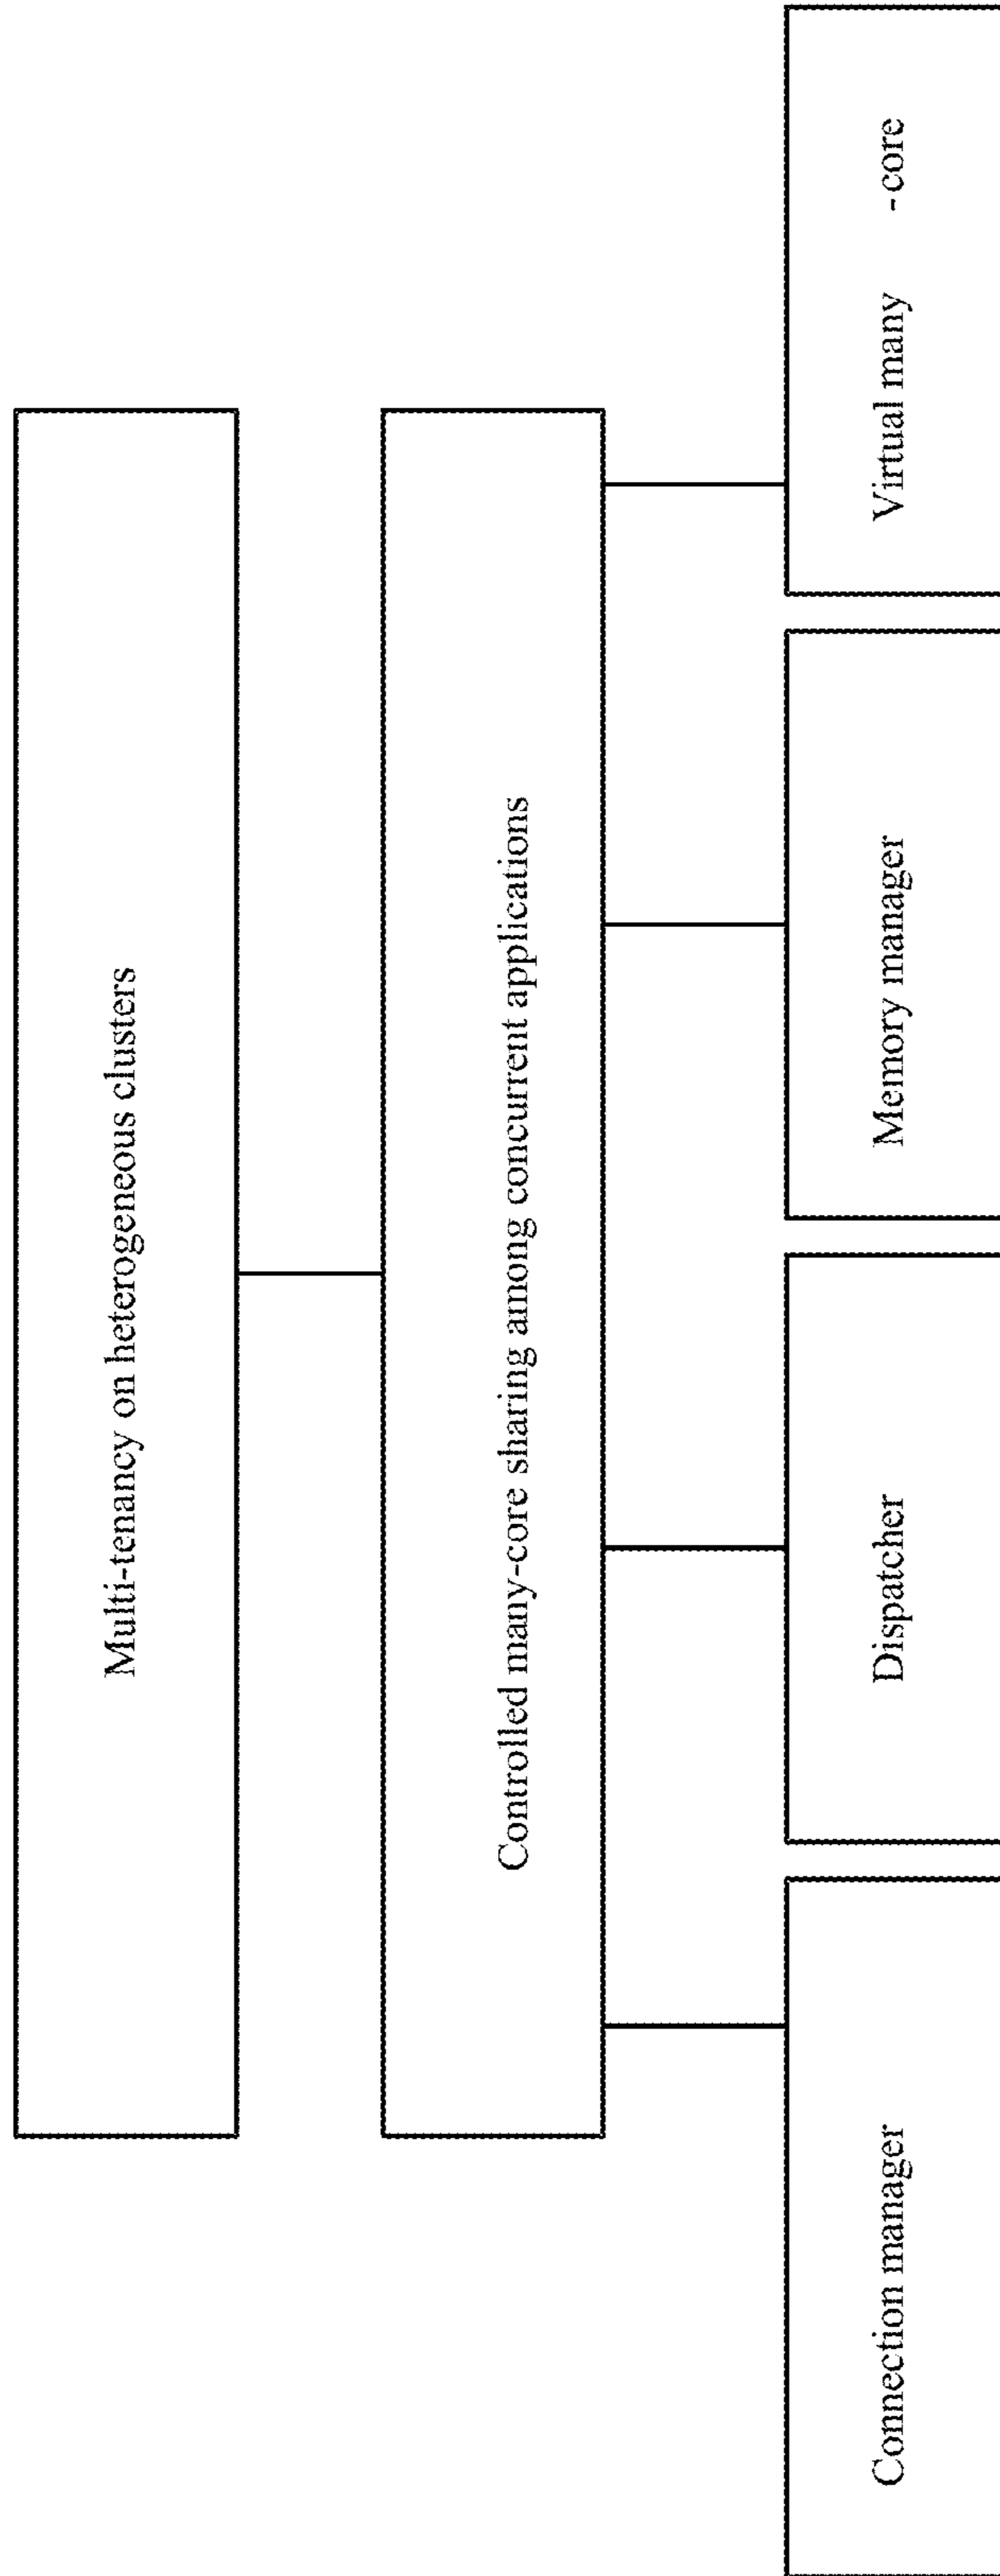 Multi-tenancy on heterogeneous clusters
Controlled many-core sharing among concurrent applications
Connection manager
Dispatcher
Memory manager
Virtual many -core